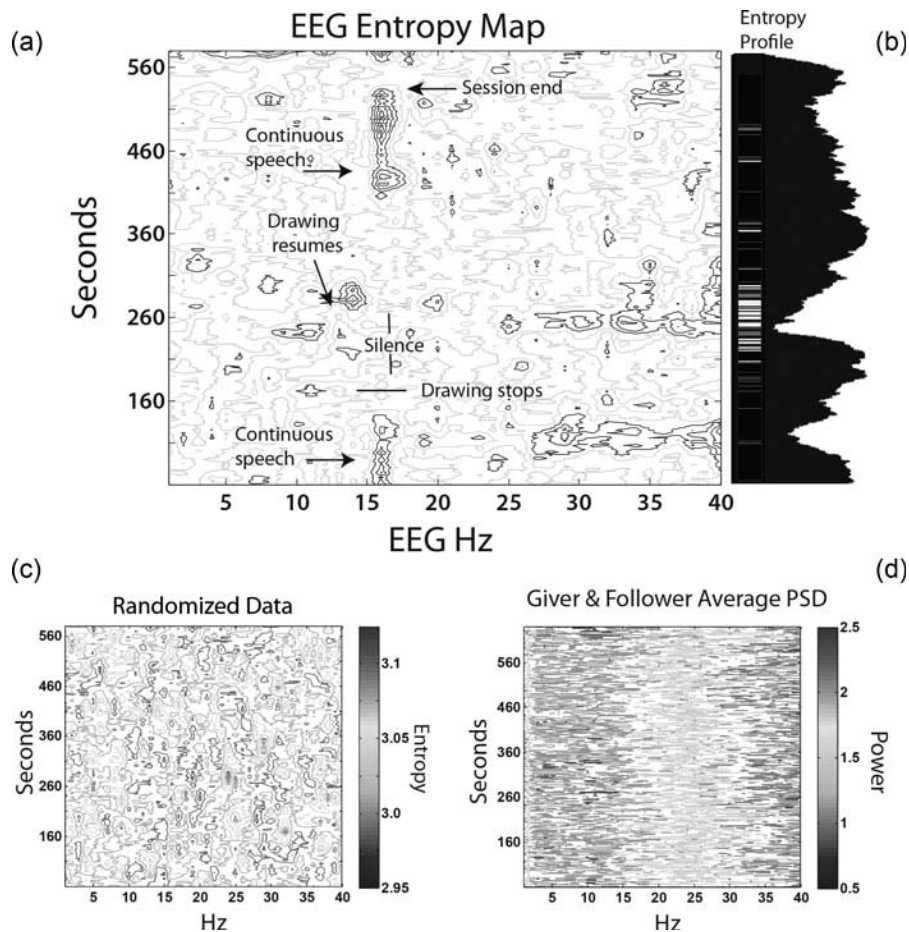 (a)
EEG Entropy Map
Entropy
Profile
(b)
560
460
360
260
160
Seconds
Session end
Continuous
speech
Drawing
resumes
Silence
Drawing stops
Continuous
speech
5 10 15 20 25 30 35 40
EEG Hz
(c)
Randomized Data
560
460
360
260
160
Seconds
5 10 15 20 25 30 35 40
Hz
3.1
3.05
3.0
2.95
Entropy
(d)
Giver & Follower Average PSD
560
460
360
260
160
Seconds
5 10 15 20 25 30 35 40
Hz
2.5
2
1.5
1
0.5
Power